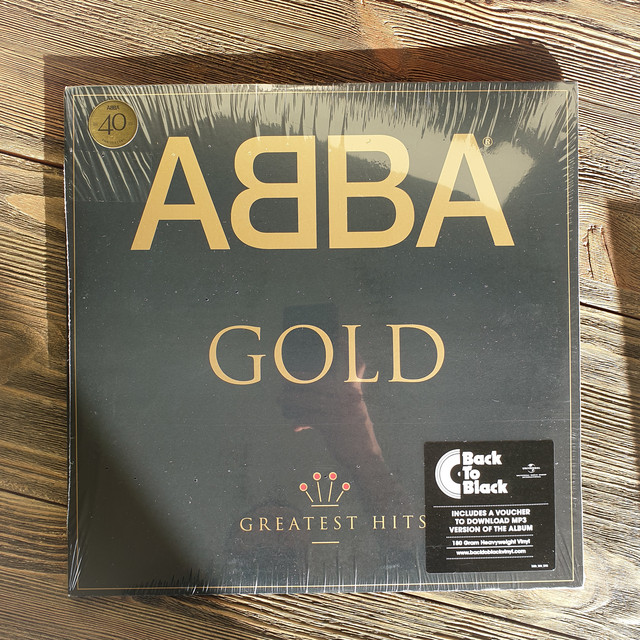 ABBA
40
ABBA®
GOLD
GREATEST HITS
Back
To
Black
INCLUDES A VOUCHER
TO DOWNLOAD MP3
VERSION OF THE ALBUM
180 Gram Heavyweight Vinyl
www.backtoblackvinyl.com